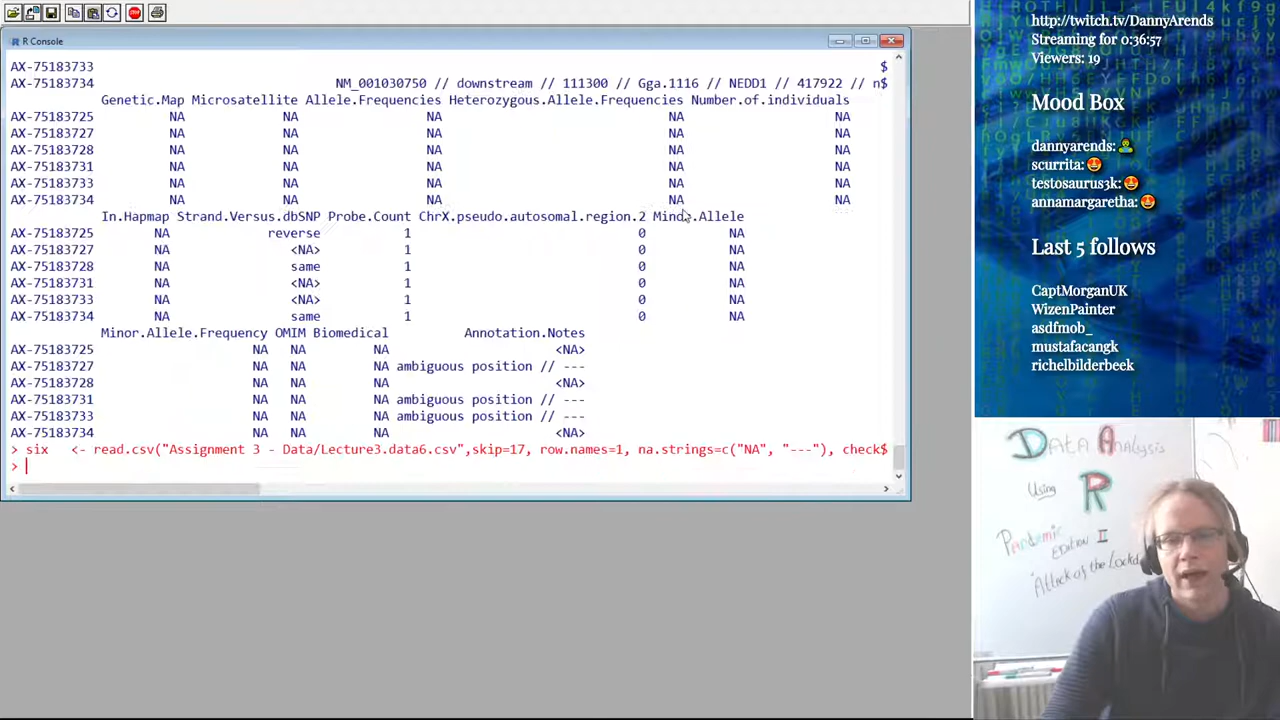 R Console
AX-75183733 $
AX-75183734 NM_001030750 // downstream // 111300 // Gga.1116 // NEDD1 // 417922 // n$
Genetic.Map Microsatellite Allele.Frequencies Heterozygous.Allele.Frequencies Number.of.individuals
AX-75183725 NA NA NA NA NA
AX-75183727 NA NA NA NA NA
AX-75183728 NA NA NA NA NA
AX-75183731 NA NA NA NA NA
AX-75183733 NA NA NA NA NA
AX-75183734 NA NA NA NA NA
In.Hapmap Strand.Versus.dbSNP Probe.Count ChrX.pseudo.autosomal.region.2 Minor.Allele
AX-75183725 NA reverse 1 0 NA
AX-75183727 NA <NA> 1 0 NA
AX-75183728 NA same 1 0 NA
AX-75183731 NA <NA> 1 0 NA
AX-75183733 NA <NA> 1 0 NA
AX-75183734 NA same 1 0 NA
Minor.Allele.Frequency OMIM Biomedical Annotation.Notes
AX-75183725 NA NA NA <NA>
AX-75183727 NA NA NA ambiguous position // ---
AX-75183728 NA NA NA <NA>
AX-75183731 NA NA NA ambiguous position // ---
AX-75183733 NA NA NA ambiguous position // ---
AX-75183734 NA NA NA <NA>
> six <- read.csv("Assignment 3 - Data/Lecture3.data6.csv",skip=17, row.names=1, na.strings=c("NA", "---"), check$
>
http://twitch.tv/DannyArends
Streaming for 0:36:57
Viewers: 19
Mood Box
dannyarends:
scurrita:
testosaurus3k:
annamargaretha:
Last 5 follows
CaptMorganUK
WizenPainter
asdfmob_
mustafacangk
richelbilderbeek
DATA ANALYSIS
Using R
Pandemic
EDITION II
"Attack of the Lockd